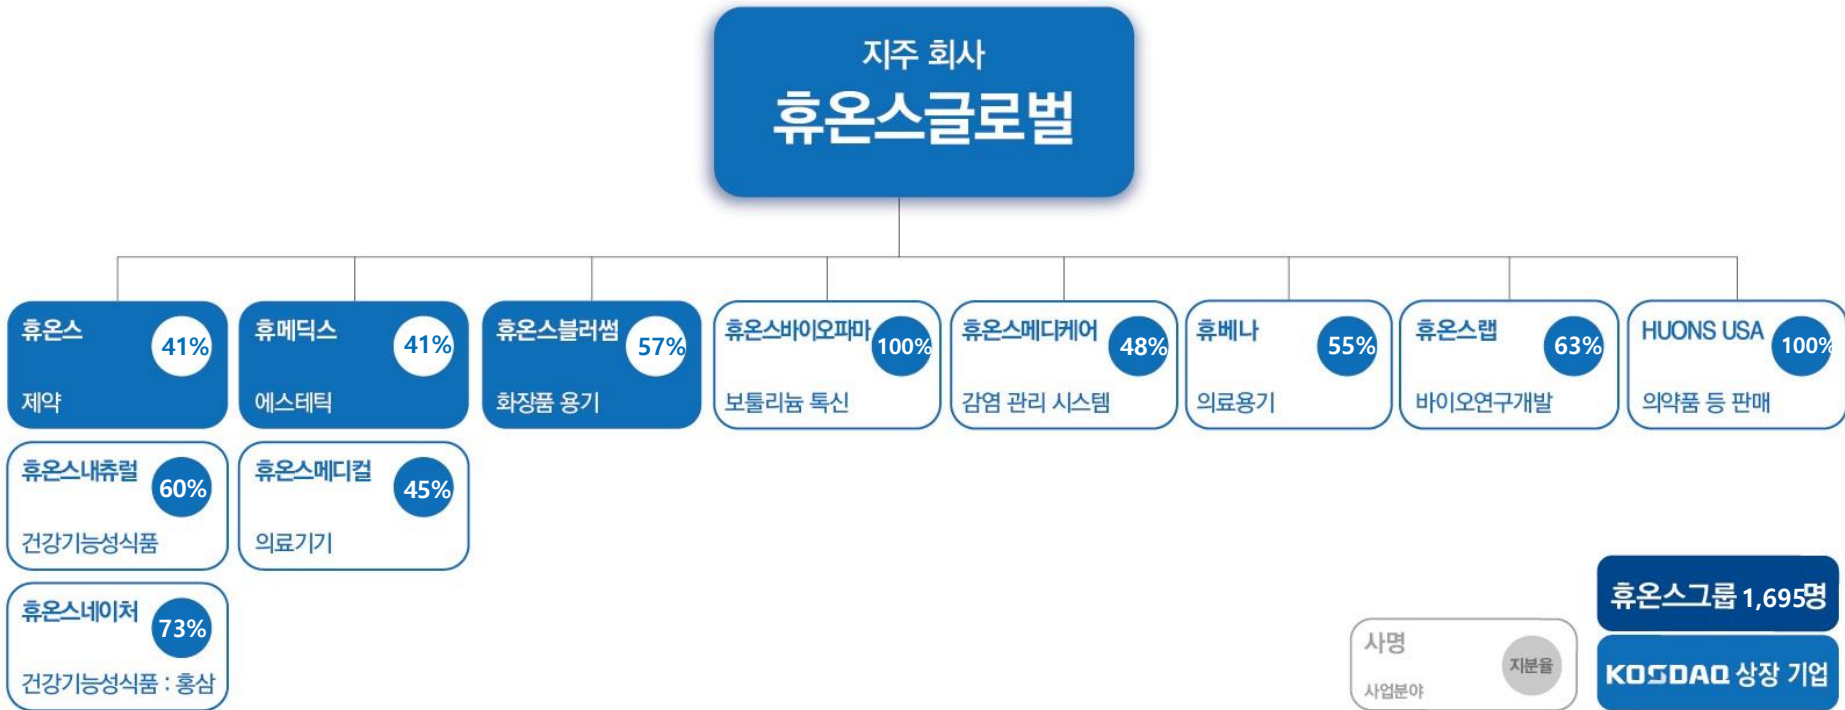 지주 회사
휴온스글로벌
휴온스
41%
제약
휴메딕스
41%
에스테틱
휴온스블러썸
57%
화장품 용기
휴온스바이오파마
100%
보툴리늄 톡신
휴온스메디케어
48%
감염 관리 시스템
휴베나
55%
의료용기
휴온스랩
63%
바이오연구개발
HUONS USA
100%
의약품 등 판매
휴온스내츄럴
60%
건강기능성식품
휴온스메디컬
45%
의료기기
휴온스네이처
73%
건강기능성식품 : 홍삼
사명
지분율
사업분야
휴온스그룹 1,695명
KOSDAQ 상장 기업